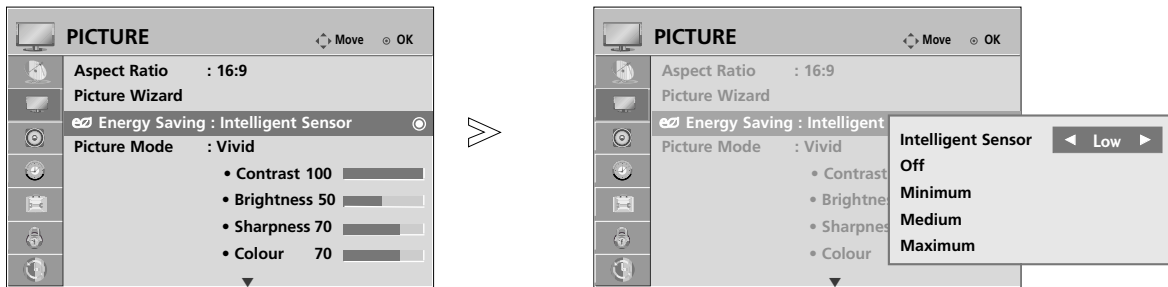 PICTURE
Move
OK
Aspect Ratio : 16:9
Picture Wizard
Energy Saving : Intelligent Sensor
Picture Mode : Vivid
• Contrast 100
• Brightness 50
• Sharpness 70
• Colour 70
PICTURE
Move
OK
Aspect Ratio : 16:9
Picture Wizard
Energy Saving : Intelligent
Picture Mode : Vivid
• Contrast
• Brightne
• Sharpnes
• Colour
Intelligent Sensor ◄ Low ►
Off
Minimum
Medium
Maximum